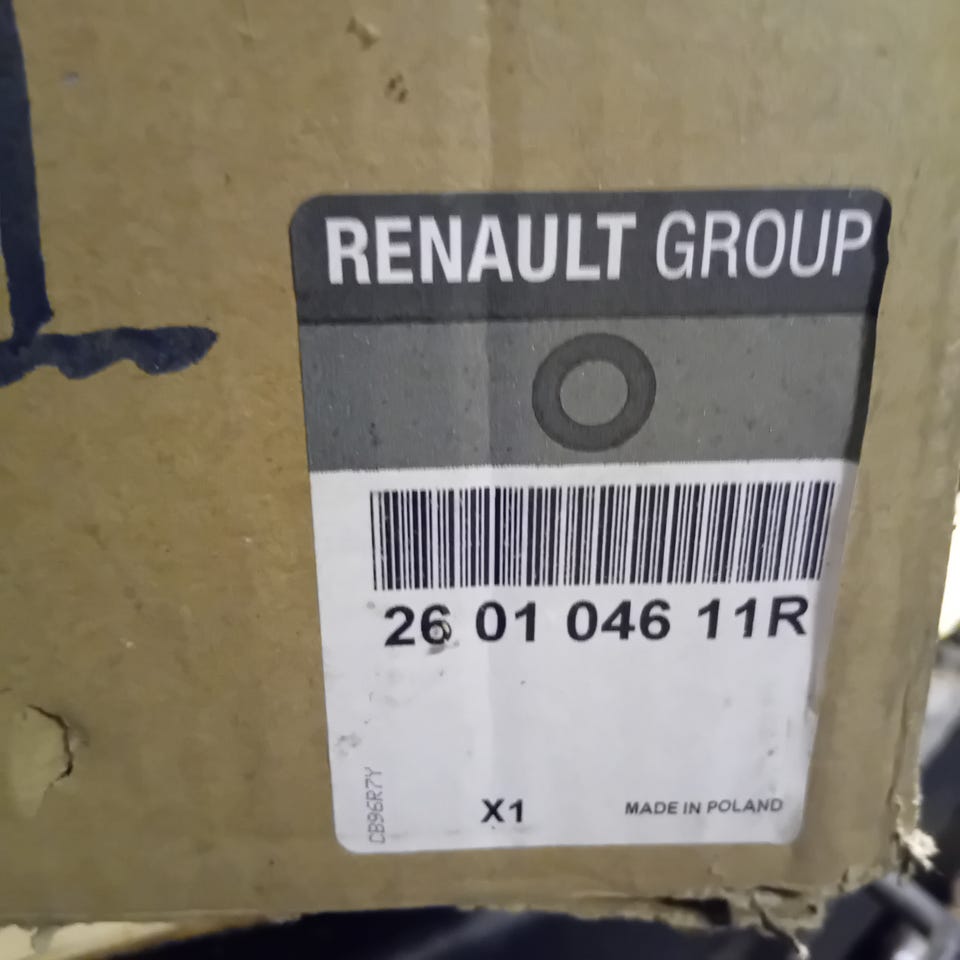 RENAULT GROUP
26 01 046 11R
CB96R7Y
X1
MADE IN POLAND